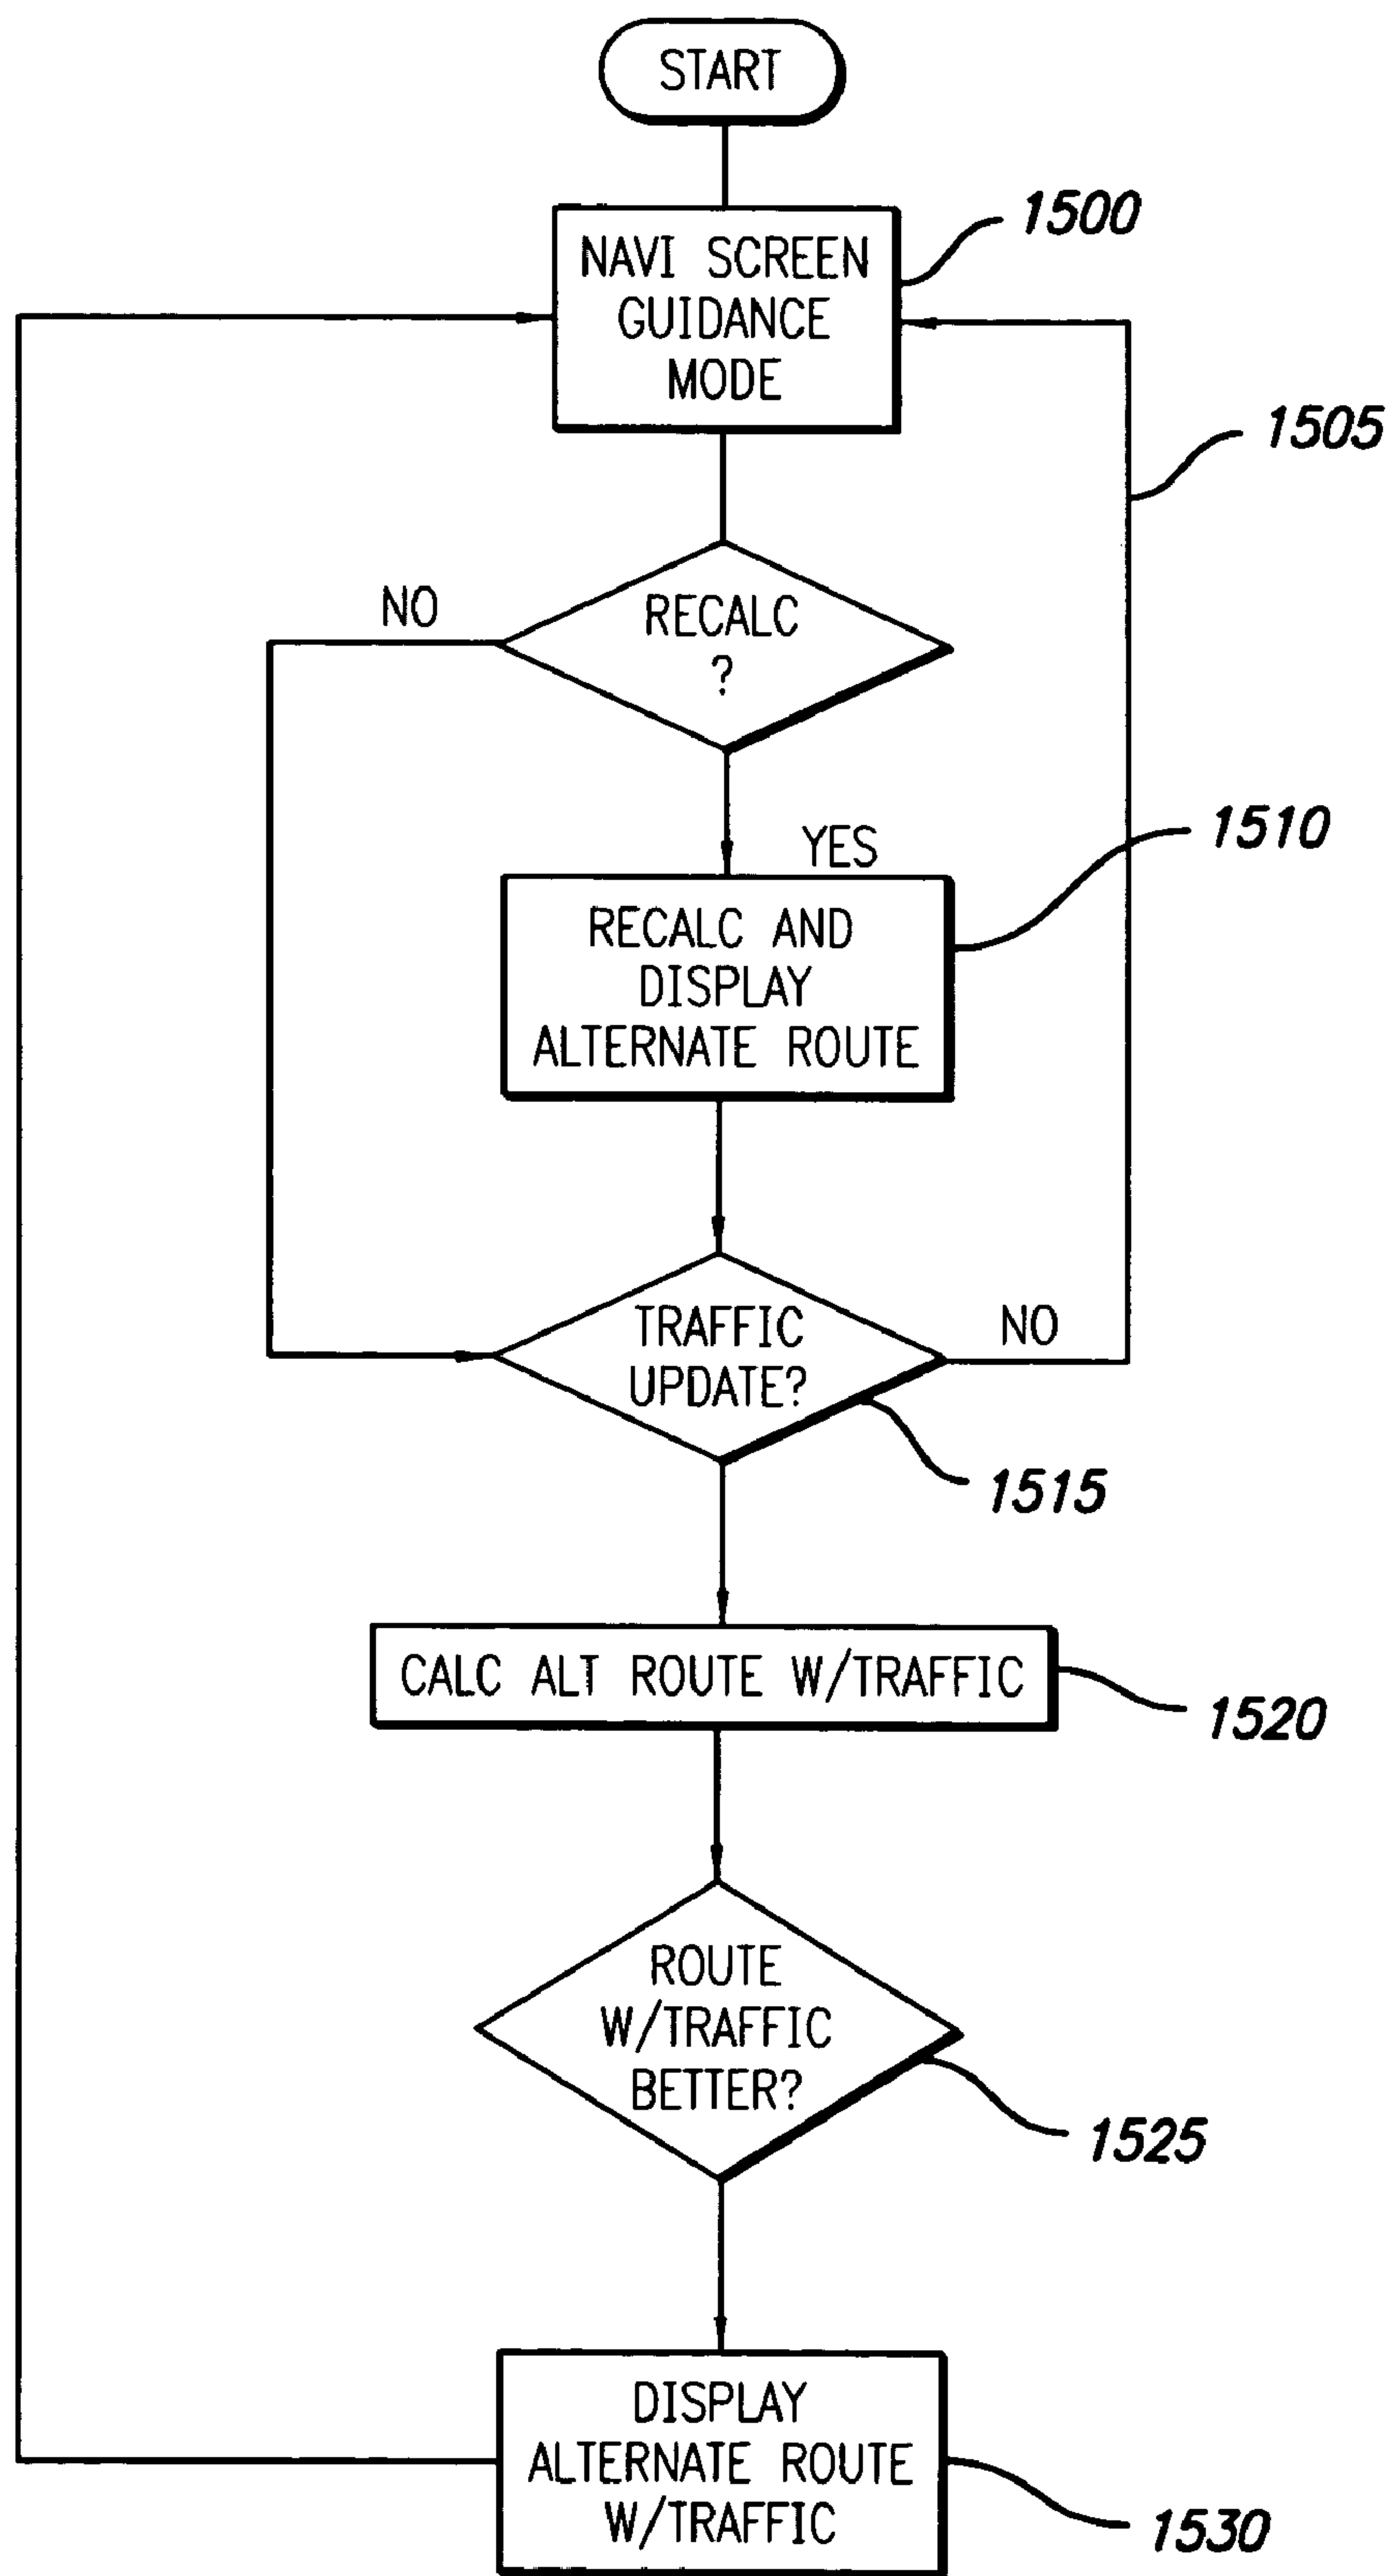 START
1500
NAVI SCREEN
GUIDANCE
MODE
1505
NO
RECALC
?
1510
YES
RECALC AND
DISPLAY
ALTERNATE ROUTE
TRAFFIC
UPDATE?
NO
1515
CALC ALT ROUTE W/TRAFFIC
1520
ROUTE
W/TRAFFIC
BETTER?
1525
DISPLAY
ALTERNATE ROUTE
W/TRAFFIC
1530